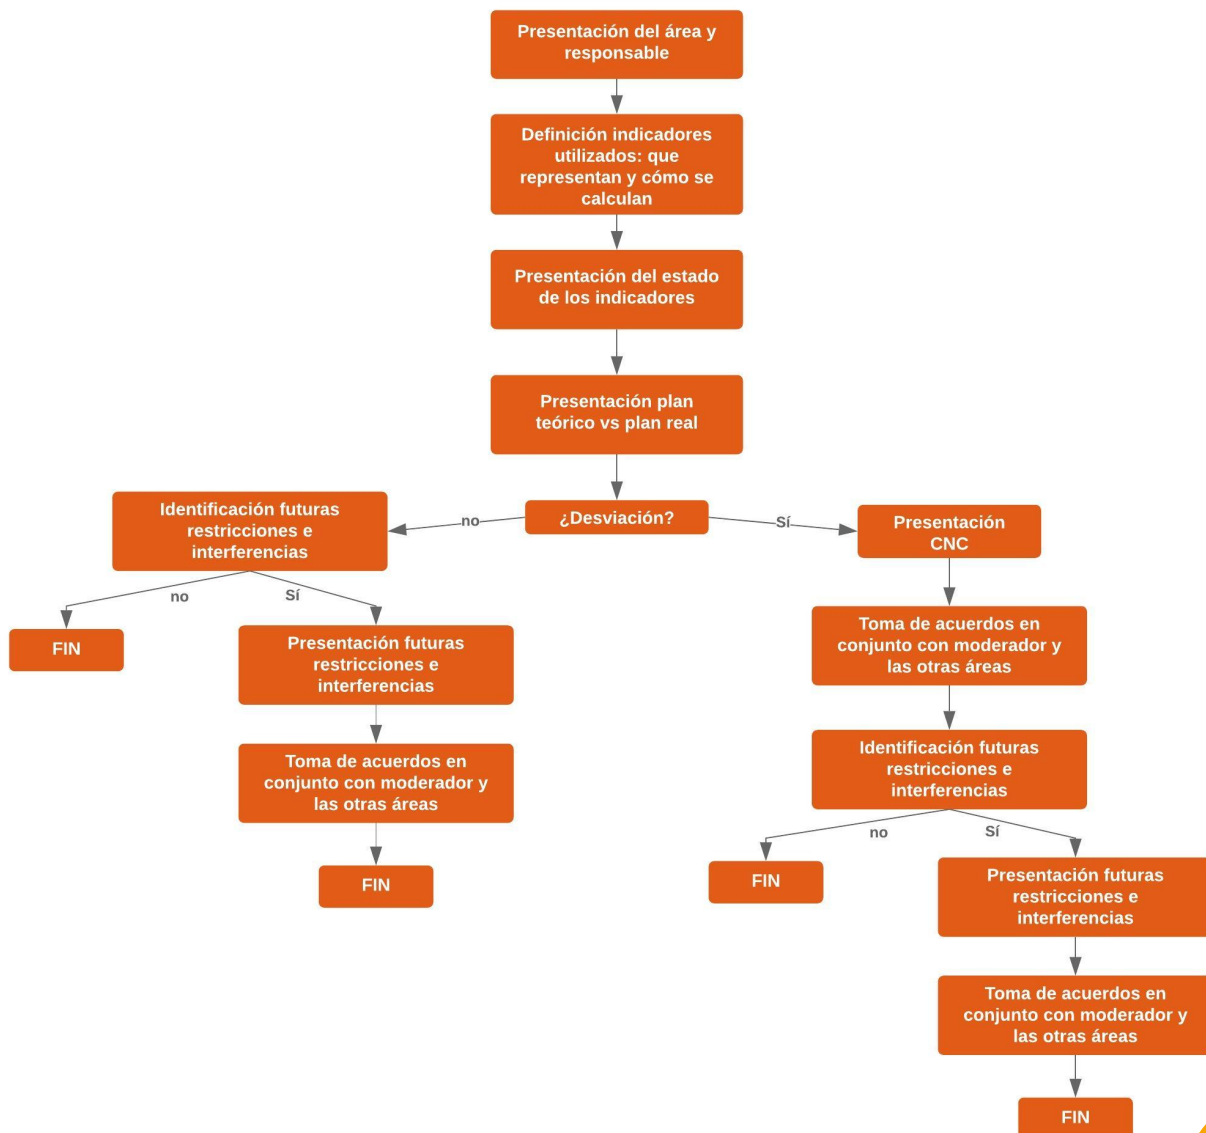 Presentación del área y
responsable
Definición indicadores
utilizados: que
representan y cómo se
calculan
Presentación del estado
de los indicadores
Presentación plan
teórico vs plan real
¿Desviación?
no
Sí
Identificación futuras
restricciones e
interferencias
no
Sí
FIN
Presentación futuras
restricciones e
interferencias
Toma de acuerdos en
conjunto con moderador y
las otras áreas
FIN
Presentación
CNC
Toma de acuerdos en
conjunto con moderador y
las otras áreas
Identificación futuras
restricciones e
interferencias
no
Sí
FIN
Presentación futuras
restricciones e
interferencias
Toma de acuerdos en
conjunto con moderador y
las otras áreas
FIN